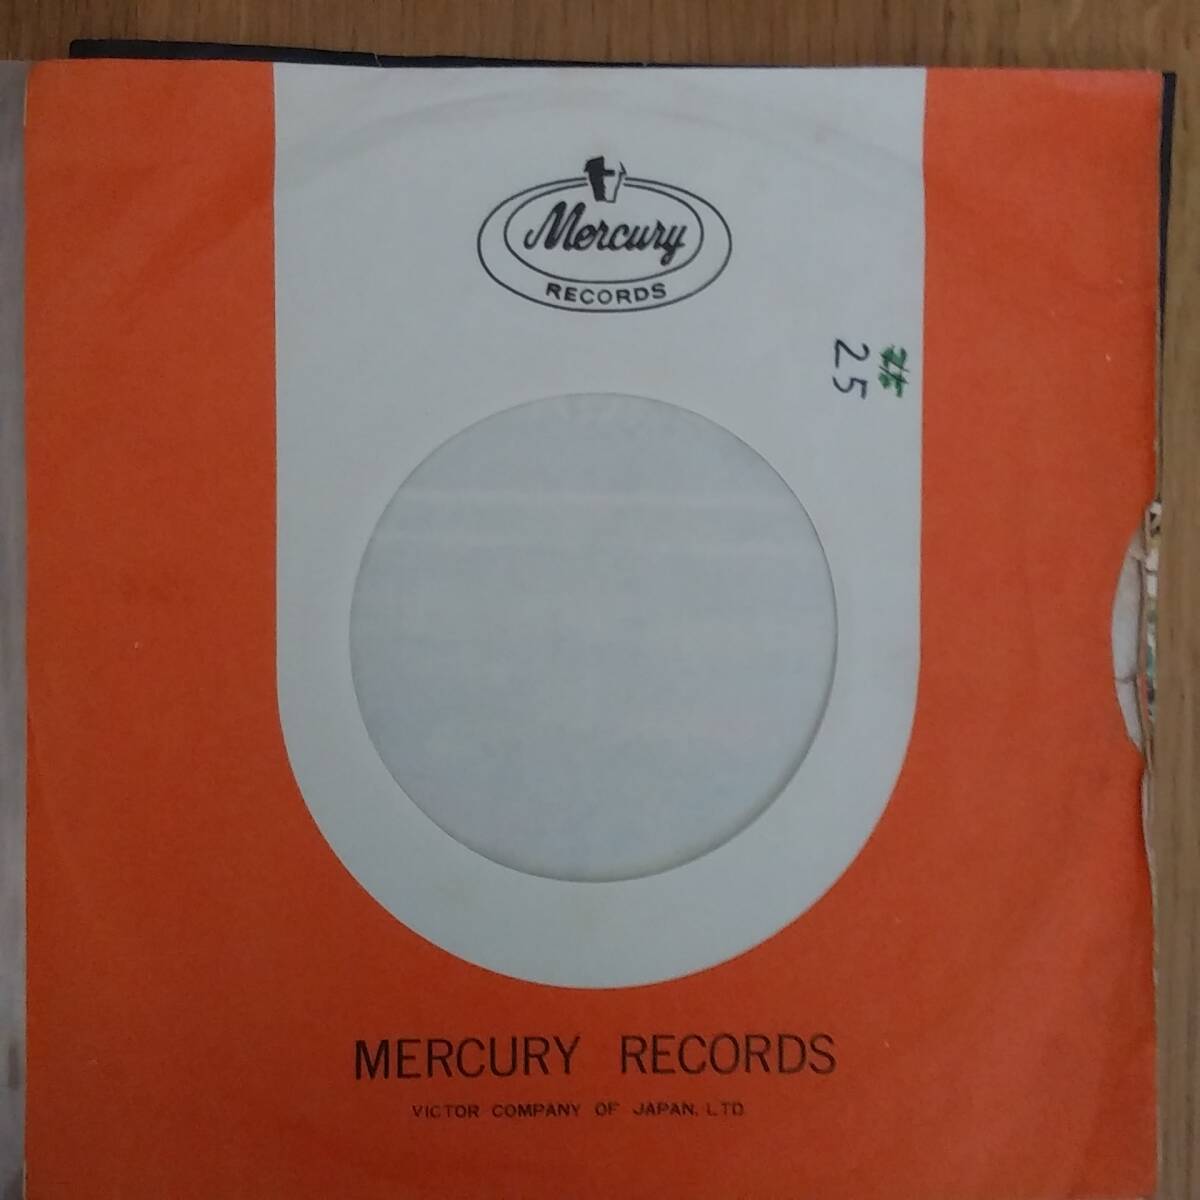 Mercury
RECORDS
25
MERCURY RECORDS
VICTOR COMPANY OF JAPAN, LTD